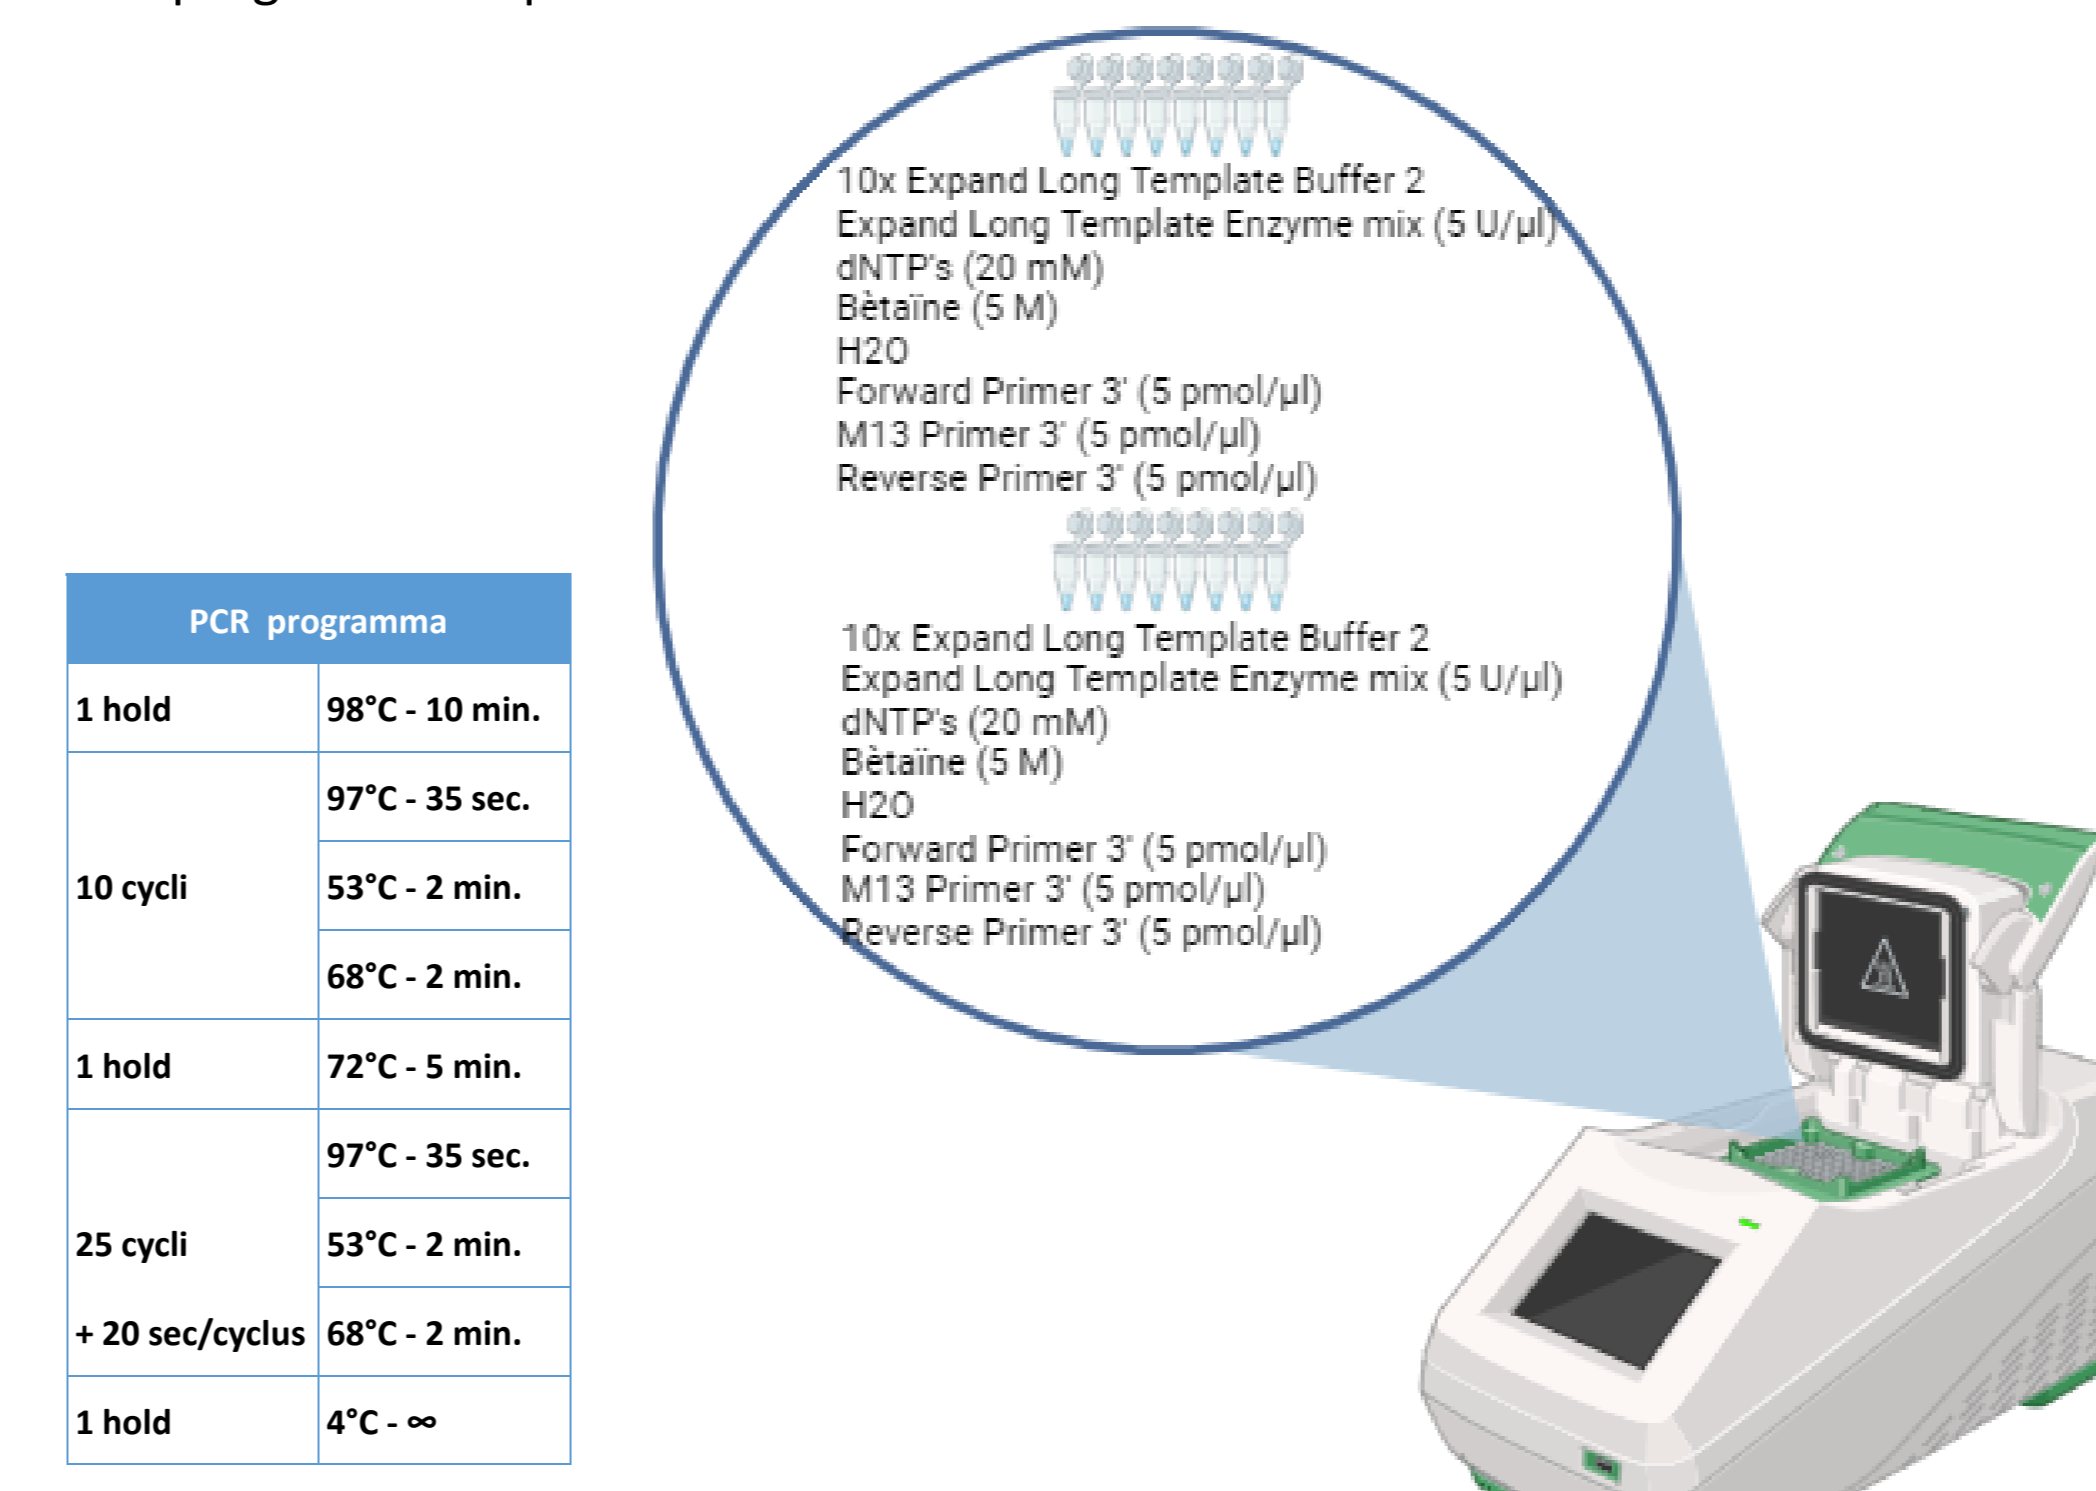 PCR programma
1 hold 98°C - 10 min.
10 cycli 97°C - 35 sec.
53°C - 2 min.
68°C - 2 min.
1 hold 72°C - 5 min.
25 cycli
+ 20 sec/cyclus 97°C - 35 sec.
53°C - 2 min.
68°C - 2 min.
1 hold 4°C - ∞
10x Expand Long Template Buffer 2
Expand Long Template Enzyme mix (5 U/µl)
dNTP's (20 mM)
Bètaïne (5 M)
H2O
Forward Primer 3' (5 pmol/µl)
M13 Primer 3' (5 pmol/µl)
Reverse Primer 3' (5 pmol/µl)
10x Expand Long Template Buffer 2
Expand Long Template Enzyme mix (5 U/µl)
dNTP's (20 mM)
Bètaïne (5 M)
H2O
Forward Primer 3' (5 pmol/µl)
M13 Primer 3' (5 pmol/µl)
Reverse Primer 3' (5 pmol/µl)